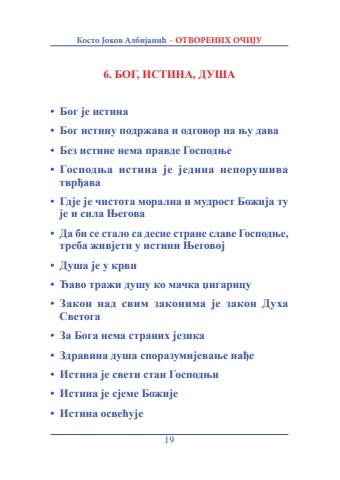 Косто Јоков Албијанић – ОТВОРЕНИХ ОЧИЈУ
6. БОГ, ИСТИНА, ДУША
• Бог је истина
• Бог истину подржава и одговор на њу дава
• Без истине нема правде Господње
• Господња истина је једина непорушива
тврђава
• Гдје је чистота морална и мудрост Божија ту
је и сила Његова
• Да би се стало са десне стране славе Господње,
треба живјети у истини Његовој
• Душа је у крви
• Ђаво тражи душу ко мачка џигарицу
• Закон над свим законима је закон Духа
Светога
• За Бога нема страних језика
• Здравина душа споразумијевање нађе
• Истина је свети стан Господњи
• Истина је сјеме Божије
• Истина освећује
19